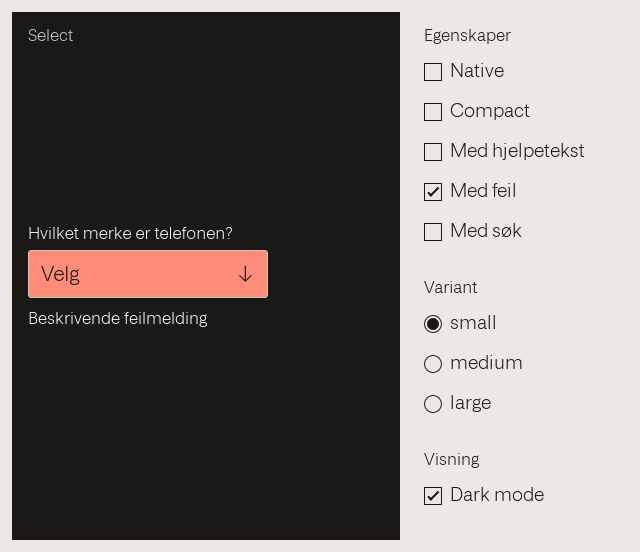 Select
Hvilket merke er telefonen?
Velg
Beskrivende feilmelding
Egenskaper
Native
Compact
Med hjelpetekst
Med feil
Med søk
Variant
small
medium
large
Visning
Dark mode